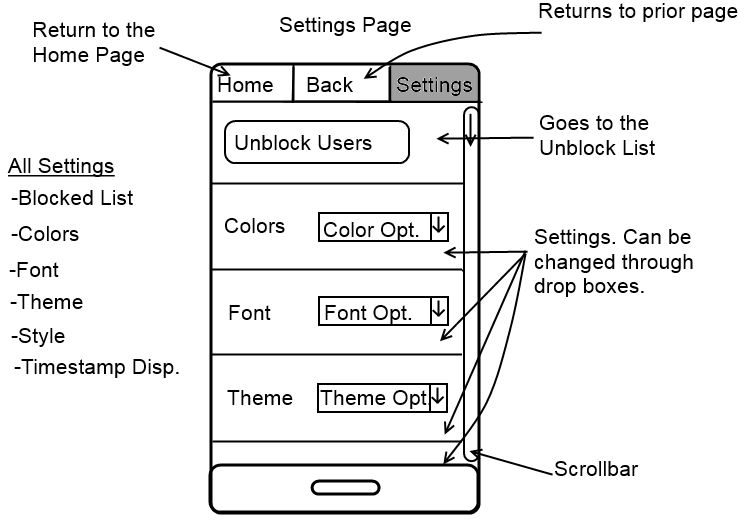 Settings Page
Returns to prior page
Return to the
Home Page
Home
Back
Settings
Unblock Users
Goes to the
Unblock List
All Settings
-Blocked List
-Colors
-Font
-Theme
-Style
-Timestamp Disp.
Colors
Color Opt.
Settings. Can be
changed through
drop boxes.
Font
Font Opt.
Theme
Theme Opt.
Scrollbar